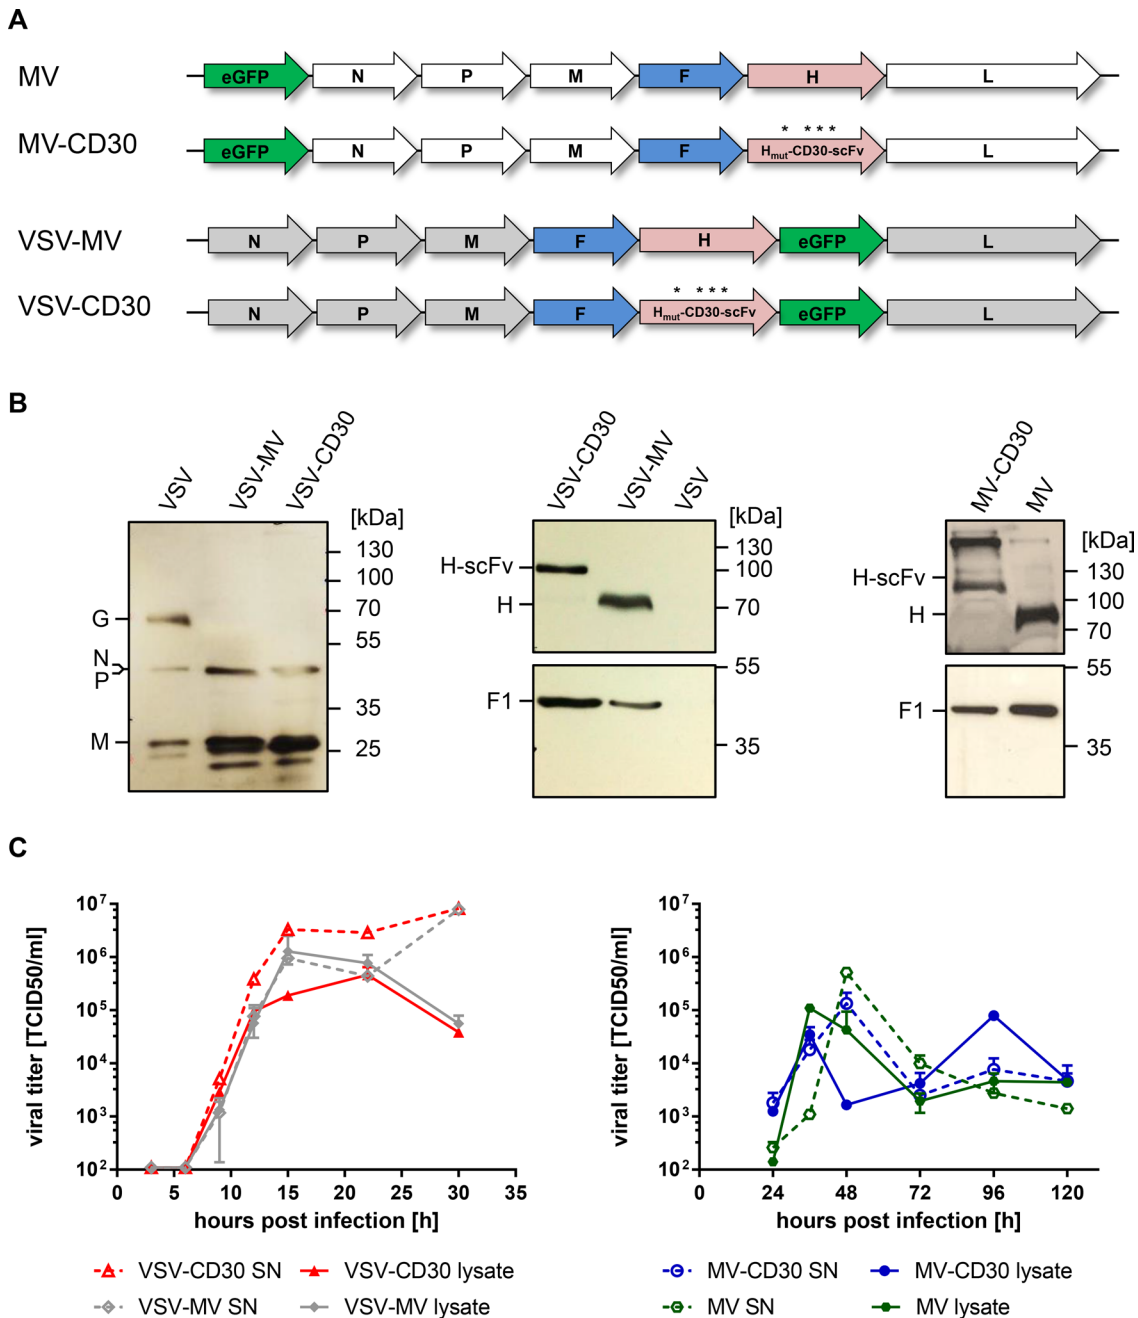 A
MV
eGFP N P M F H L
MV-CD30
* * * *
eGFP N P M F Hmut-CD30-scFv L
VSV-MV
N P M F H eGFP L
VSV-CD30
* * * *
N P M F Hmut-CD30-scFv eGFP L
B
VSV VSV-MV VSV-CD30
[kDa]
130
100
70
55
35
25
G
N
P
M
VSV-CD30 VSV-MV VSV
[kDa]
130
100
70
55
35
H-scFv
H
F1
MV-CD30 MV
[kDa]
130
100
70
55
35
H-scFv
H
F1
C
viral titer [TCID50/ml]
10⁷
10⁶
10⁵
10⁴
10³
10²
0 5 10 15 20 25 30 35
hours post infection [h]
VSV-CD30 SN VSV-CD30 lysate
VSV-MV SN VSV-MV lysate
viral titer [TCID50/ml]
10⁷
10⁶
10⁵
10⁴
10³
10²
0 24 48 72 96 120
hours post infection [h]
MV-CD30 SN MV-CD30 lysate
MV SN MV lysate